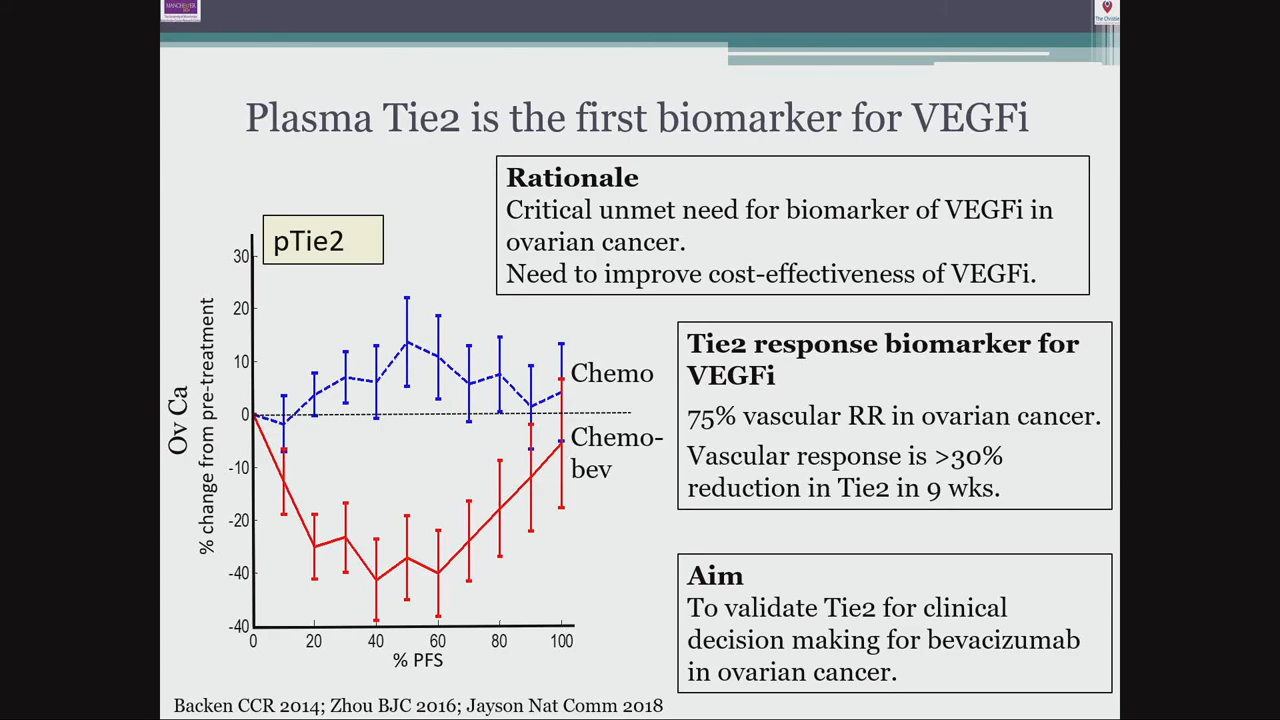 MANCHESTER
The Christie
Plasma Tie2 is the first biomarker for VEGFi
Rationale
Critical unmet need for biomarker of VEGFi in
ovarian cancer.
Need to improve cost-effectiveness of VEGFi.
pTie2
30
20
10
0
-10
-20
-40
-40
0
20
40
60
80
100
% PFS
Ov Ca
% change from pre-treatment
Chemo
Chemo-
bev
Tie2 response biomarker for
VEGFi
75% vascular RR in ovarian cancer.
Vascular response is >30%
reduction in Tie2 in 9 wks.
Aim
To validate Tie2 for clinical
decision making for bevacizumab
in ovarian cancer.
Backen CCR 2014; Zhou BJC 2016; Jayson Nat Comm 2018